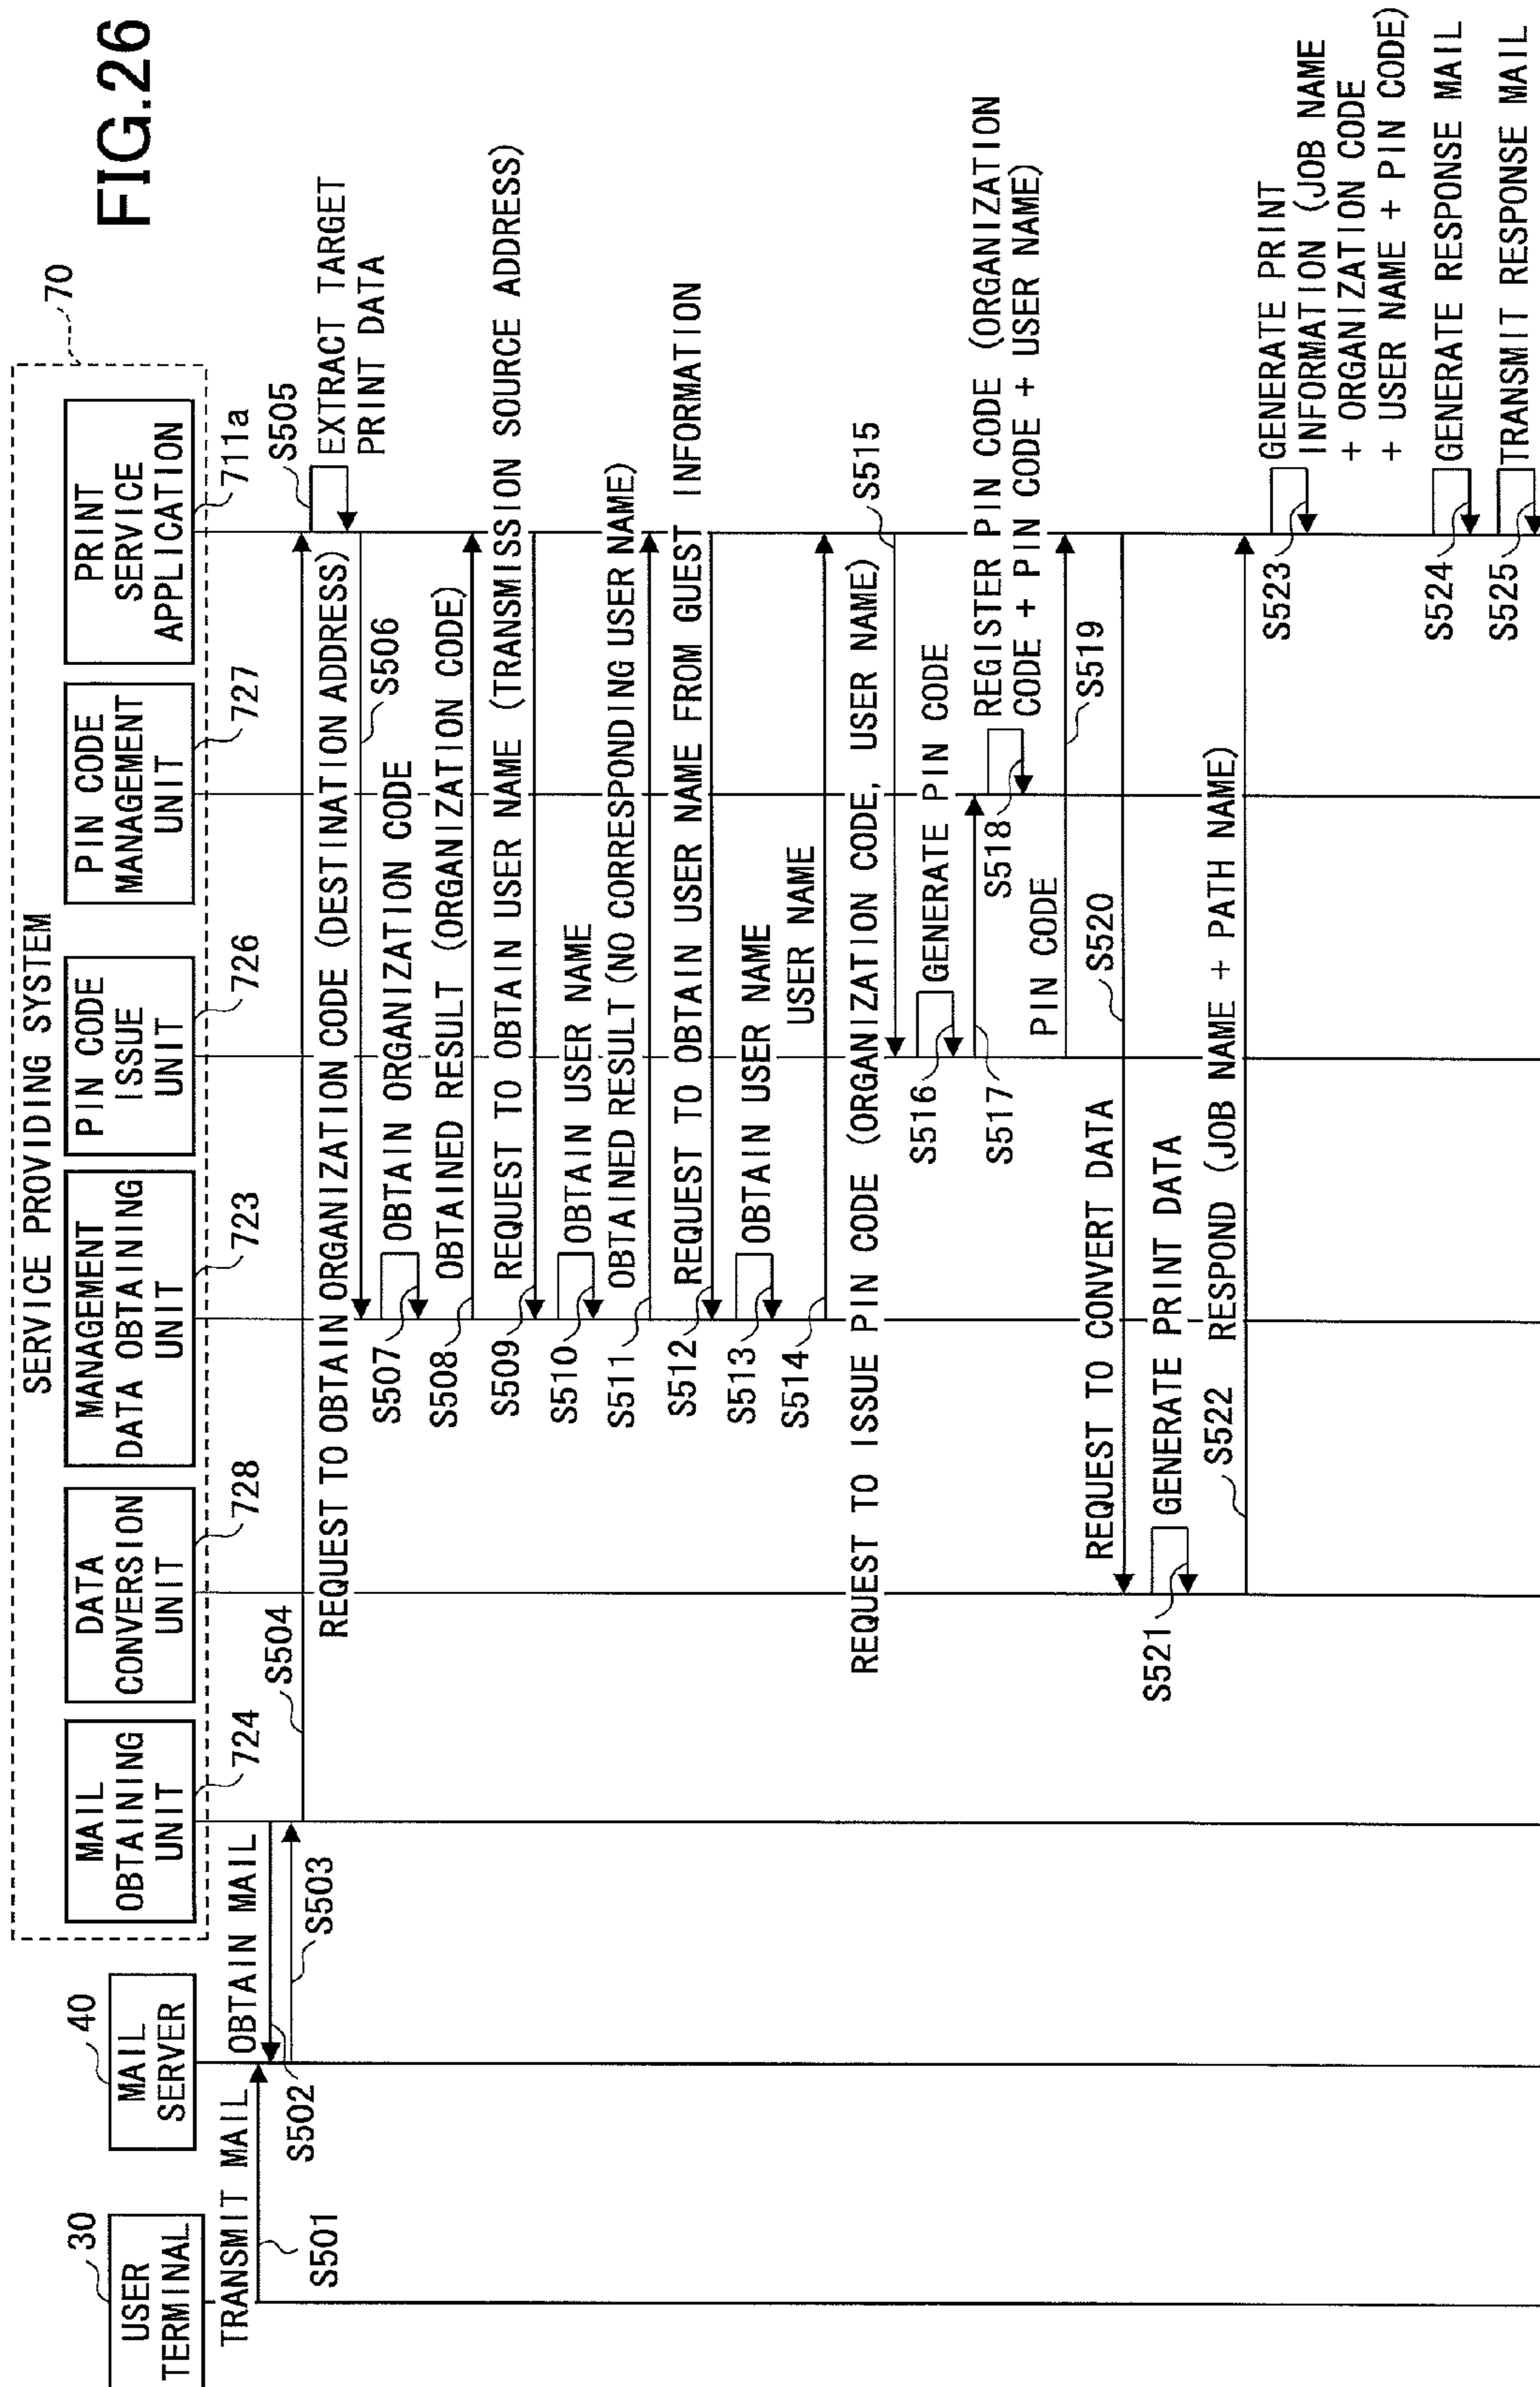 FIG.26
SERVICE PROVIDING SYSTEM
70
30
USER
TERMINAL
40
MAIL
SERVER
MAIL
OBTAINING
UNIT
724
DATA
CONVERSION
UNIT
728
MANAGEMENT
DATA OBTAINING
UNIT
723
PIN CODE
ISSUE
UNIT
726
PIN CODE
MANAGEMENT
UNIT
727
PRINT
SERVICE
APPLICATION
711a
TRANSMIT MAIL
S501
OBTAIN MAIL
S502
S503
S504
S505
EXTRACT TARGET
PRINT DATA
REQUEST TO OBTAIN ORGANIZATION CODE (DESTINATION ADDRESS)
S506
S507
OBTAIN ORGANIZATION CODE
S508
OBTAINED RESULT (ORGANIZATION CODE)
S509
REQUEST TO OBTAIN USER NAME (TRANSMISSION SOURCE ADDRESS)
S510
OBTAIN USER NAME
S511
OBTAINED RESULT (NO CORRESPONDING USER NAME)
S512
REQUEST TO OBTAIN USER NAME FROM GUEST INFORMATION
S513
OBTAIN USER NAME
S514
USER NAME
REQUEST TO ISSUE PIN CODE (ORGANIZATION CODE, USER NAME)
S515
S516
GENERATE PIN CODE
S517
S518
REGISTER PIN CODE (ORGANIZATION
CODE + PIN CODE + USER NAME)
PIN CODE
S519
REQUEST TO CONVERT DATA
S520
S521
GENERATE PRINT DATA
S522
RESPOND (JOB NAME + PATH NAME)
S523
GENERATE PRINT
INFORMATION (JOB NAME
+ ORGANIZATION CODE
+ USER NAME + PIN CODE)
S524
GENERATE RESPONSE MAIL
S525
TRANSMIT RESPONSE MAIL